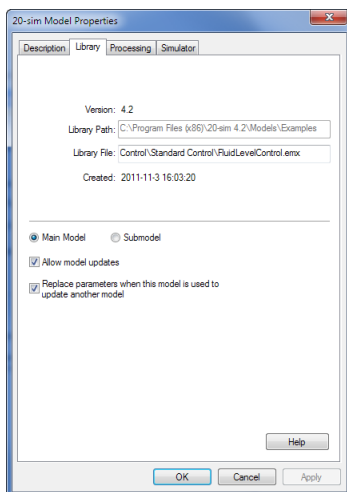 20-sim Model Properties
Description Library Processing Simulator
Version: 4.2
Library Path: C:\Program Files (x86)\20-sim 4.2\Models\Examples
Library File: Control\Standard Control\FluidLevelControl.emx
Created: 2011-11-3 16:03:20
Main Model Submodel
Allow model updates
Replace parameters when this model is used to
update another model
Help
OK Cancel Apply